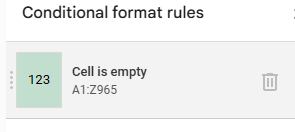 Conditional format rules
123
Cell is empty
A1:Z965